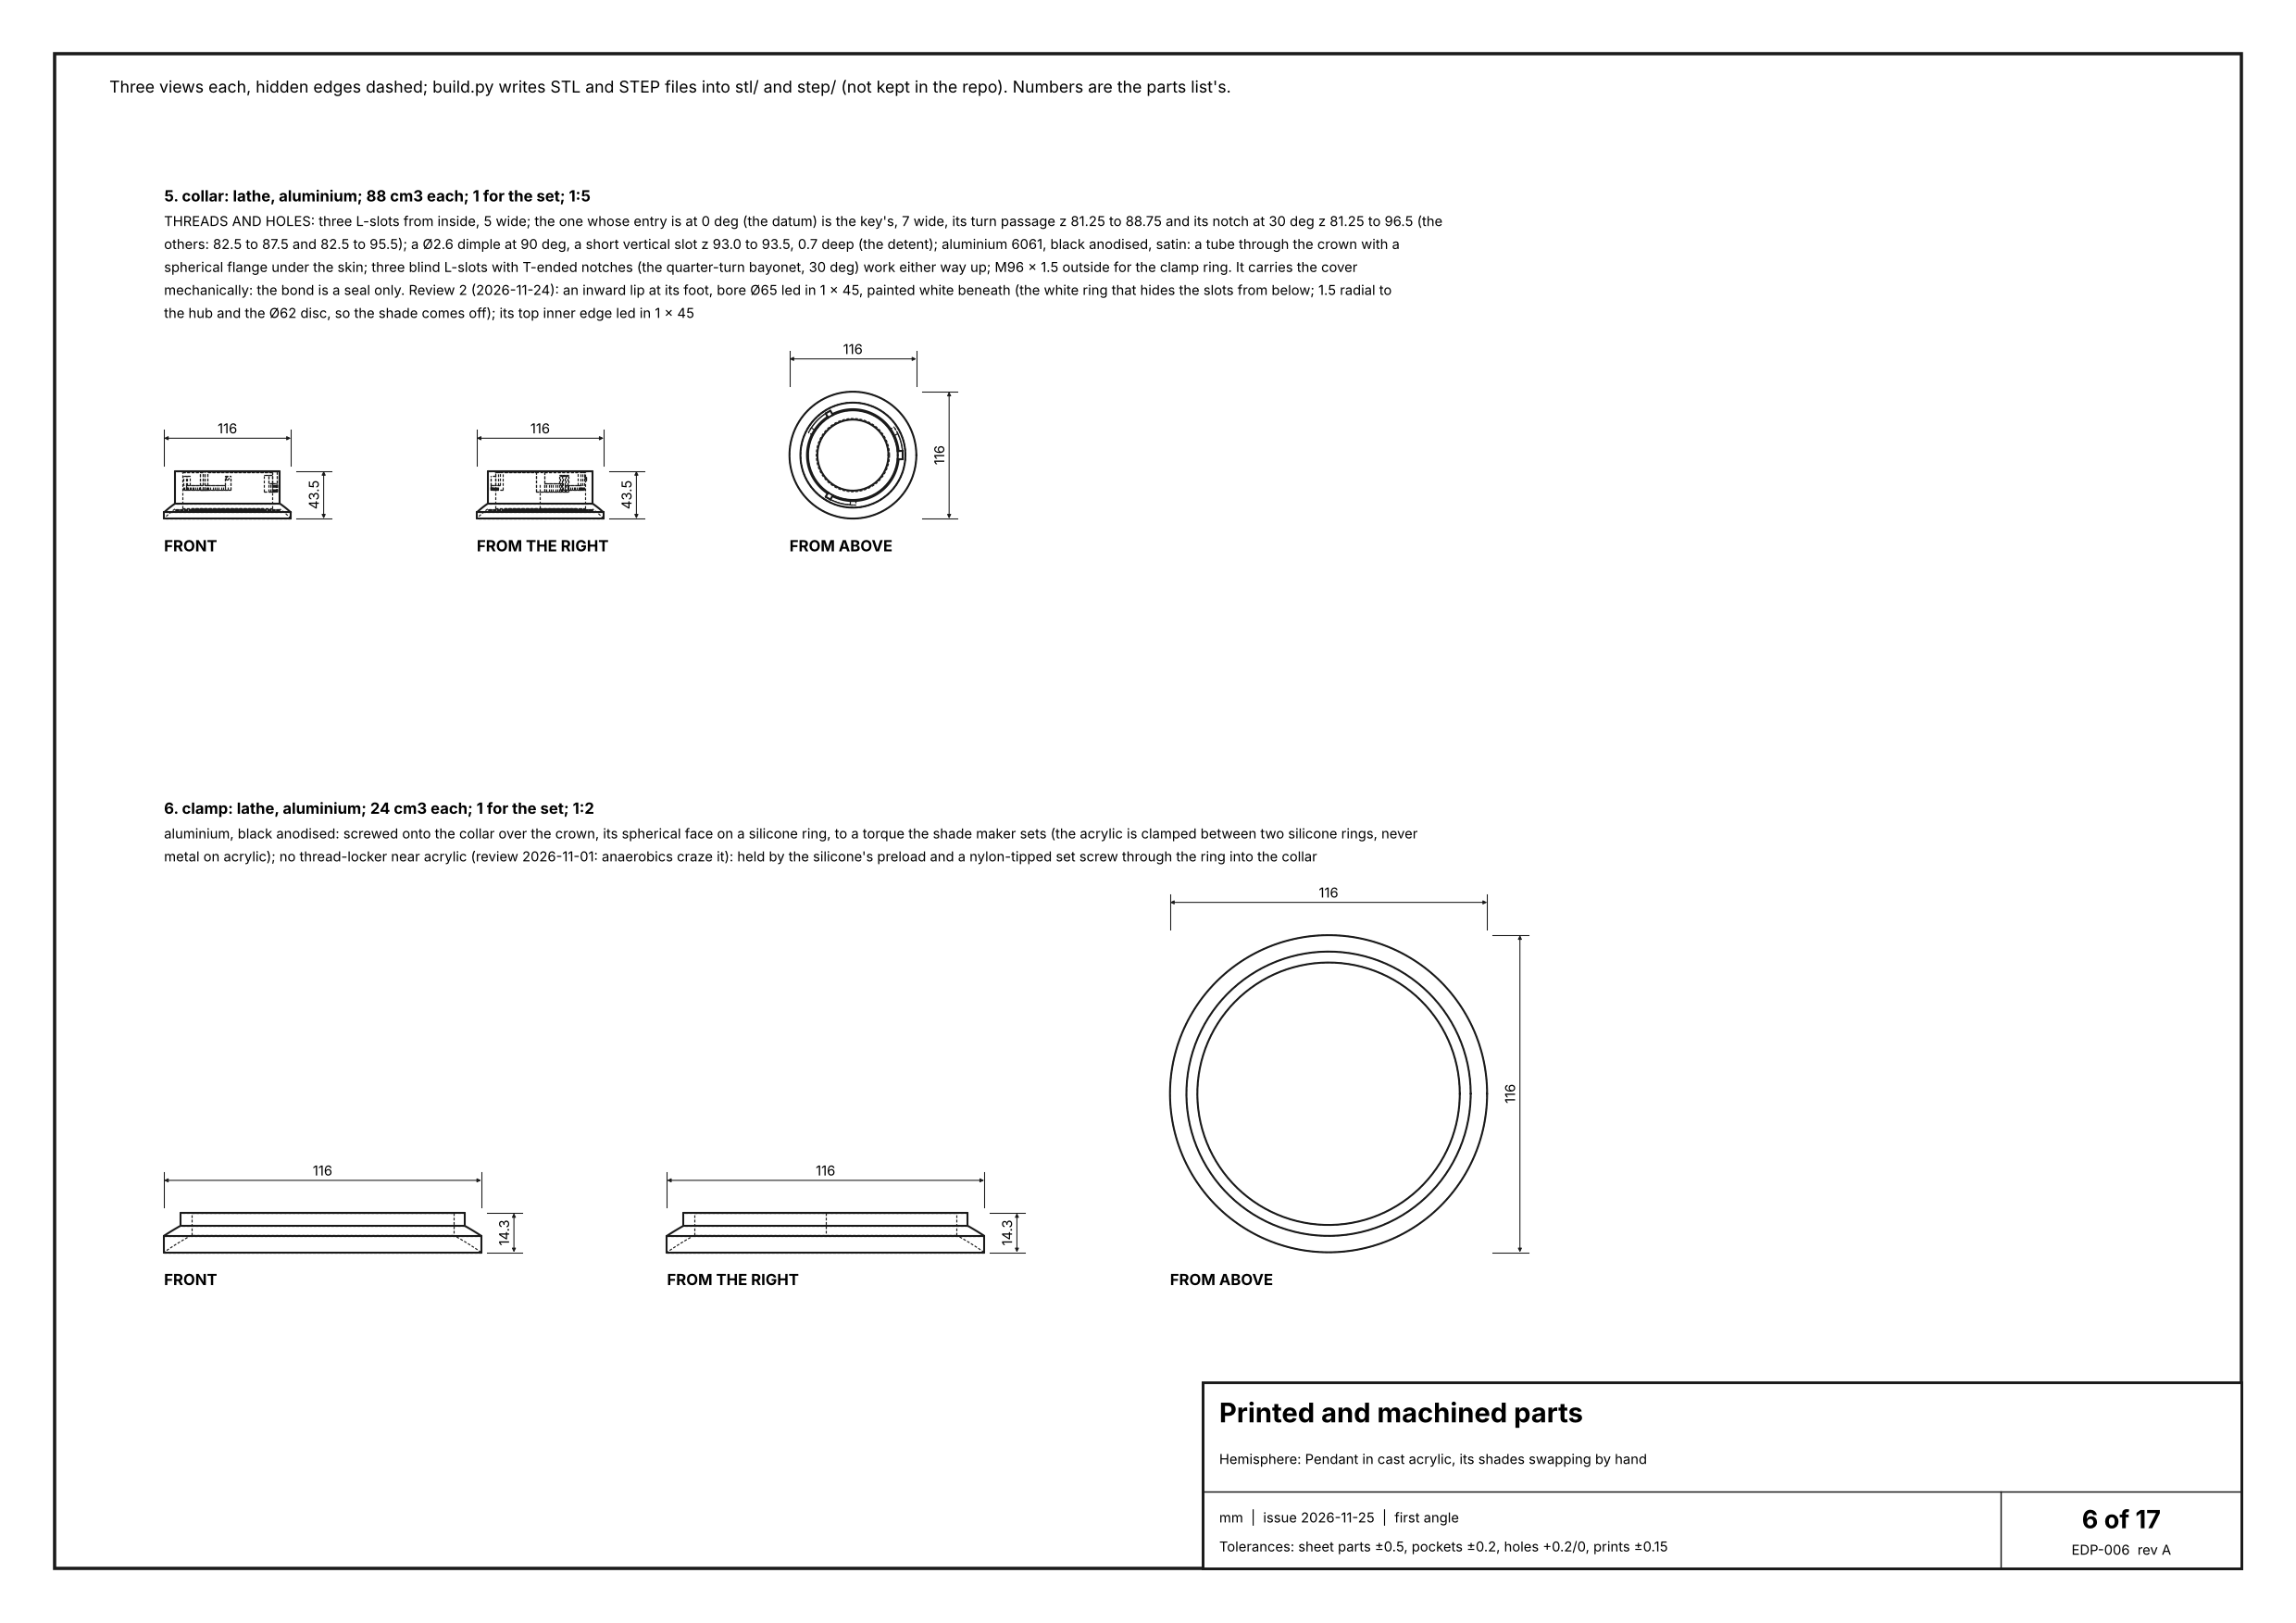 Three views each, hidden edges dashed; build.py writes STL and STEP files into stl/ and step/ (not kept in the repo). Numbers are the parts list's.
5. collar: lathe, aluminium; 88 cm3 each; 1 for the set; 1:5
THREADS AND HOLES: three L-slots from inside, 5 wide; the one whose entry is at 0 deg (the datum) is the key's, 7 wide, its turn passage z 81.25 to 88.75 and its notch at 30 deg z 81.25 to 96.5 (the
others: 82.5 to 87.5 and 82.5 to 95.5); a Ø2.6 dimple at 90 deg, a short vertical slot z 93.0 to 93.5, 0.7 deep (the detent); aluminium 6061, black anodised, satin: a tube through the crown with a
spherical flange under the skin; three blind L-slots with T-ended notches (the quarter-turn bayonet, 30 deg) work either way up; M96 × 1.5 outside for the clamp ring. It carries the cover
mechanically: the bond is a seal only. Review 2 (2026-11-24): an inward lip at its foot, bore Ø65 led in 1 × 45, painted white beneath (the white ring that hides the slots from below; 1.5 radial to
the hub and the Ø62 disc, so the shade comes off); its top inner edge led in 1 × 45
116
43.5
FRONT
116
43.5
FROM THE RIGHT
116
116
FROM ABOVE
6. clamp: lathe, aluminium; 24 cm3 each; 1 for the set; 1:2
aluminium, black anodised: screwed onto the collar over the crown, its spherical face on a silicone ring, to a torque the shade maker sets (the acrylic is clamped between two silicone rings, never
metal on acrylic); no thread-locker near acrylic (review 2026-11-01: anaerobics craze it): held by the silicone's preload and a nylon-tipped set screw through the ring into the collar
116
14.3
FRONT
116
14.3
FROM THE RIGHT
116
116
FROM ABOVE
Printed and machined parts
Hemisphere: Pendant in cast acrylic, its shades swapping by hand
mm | issue 2026-11-25 | first angle
Tolerances: sheet parts ±0.5, pockets ±0.2, holes +0.2/0, prints ±0.15
6 of 17
EDP-006 rev A